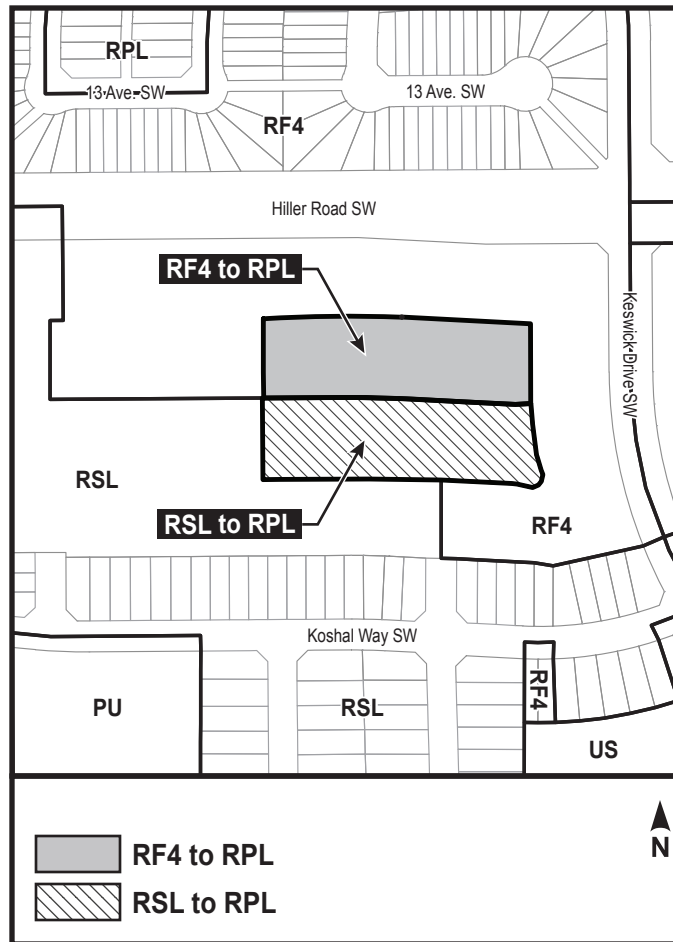 RPL
13 Ave. SW
13 Ave. SW
RF4
Hiller Road SW
RF4 to RPL
Keswick Drive SW
RSL
RSL to RPL
RF4
Koshal Way SW
PU
RSL
RF4
US
RF4 to RPL
RSL to RPL
N